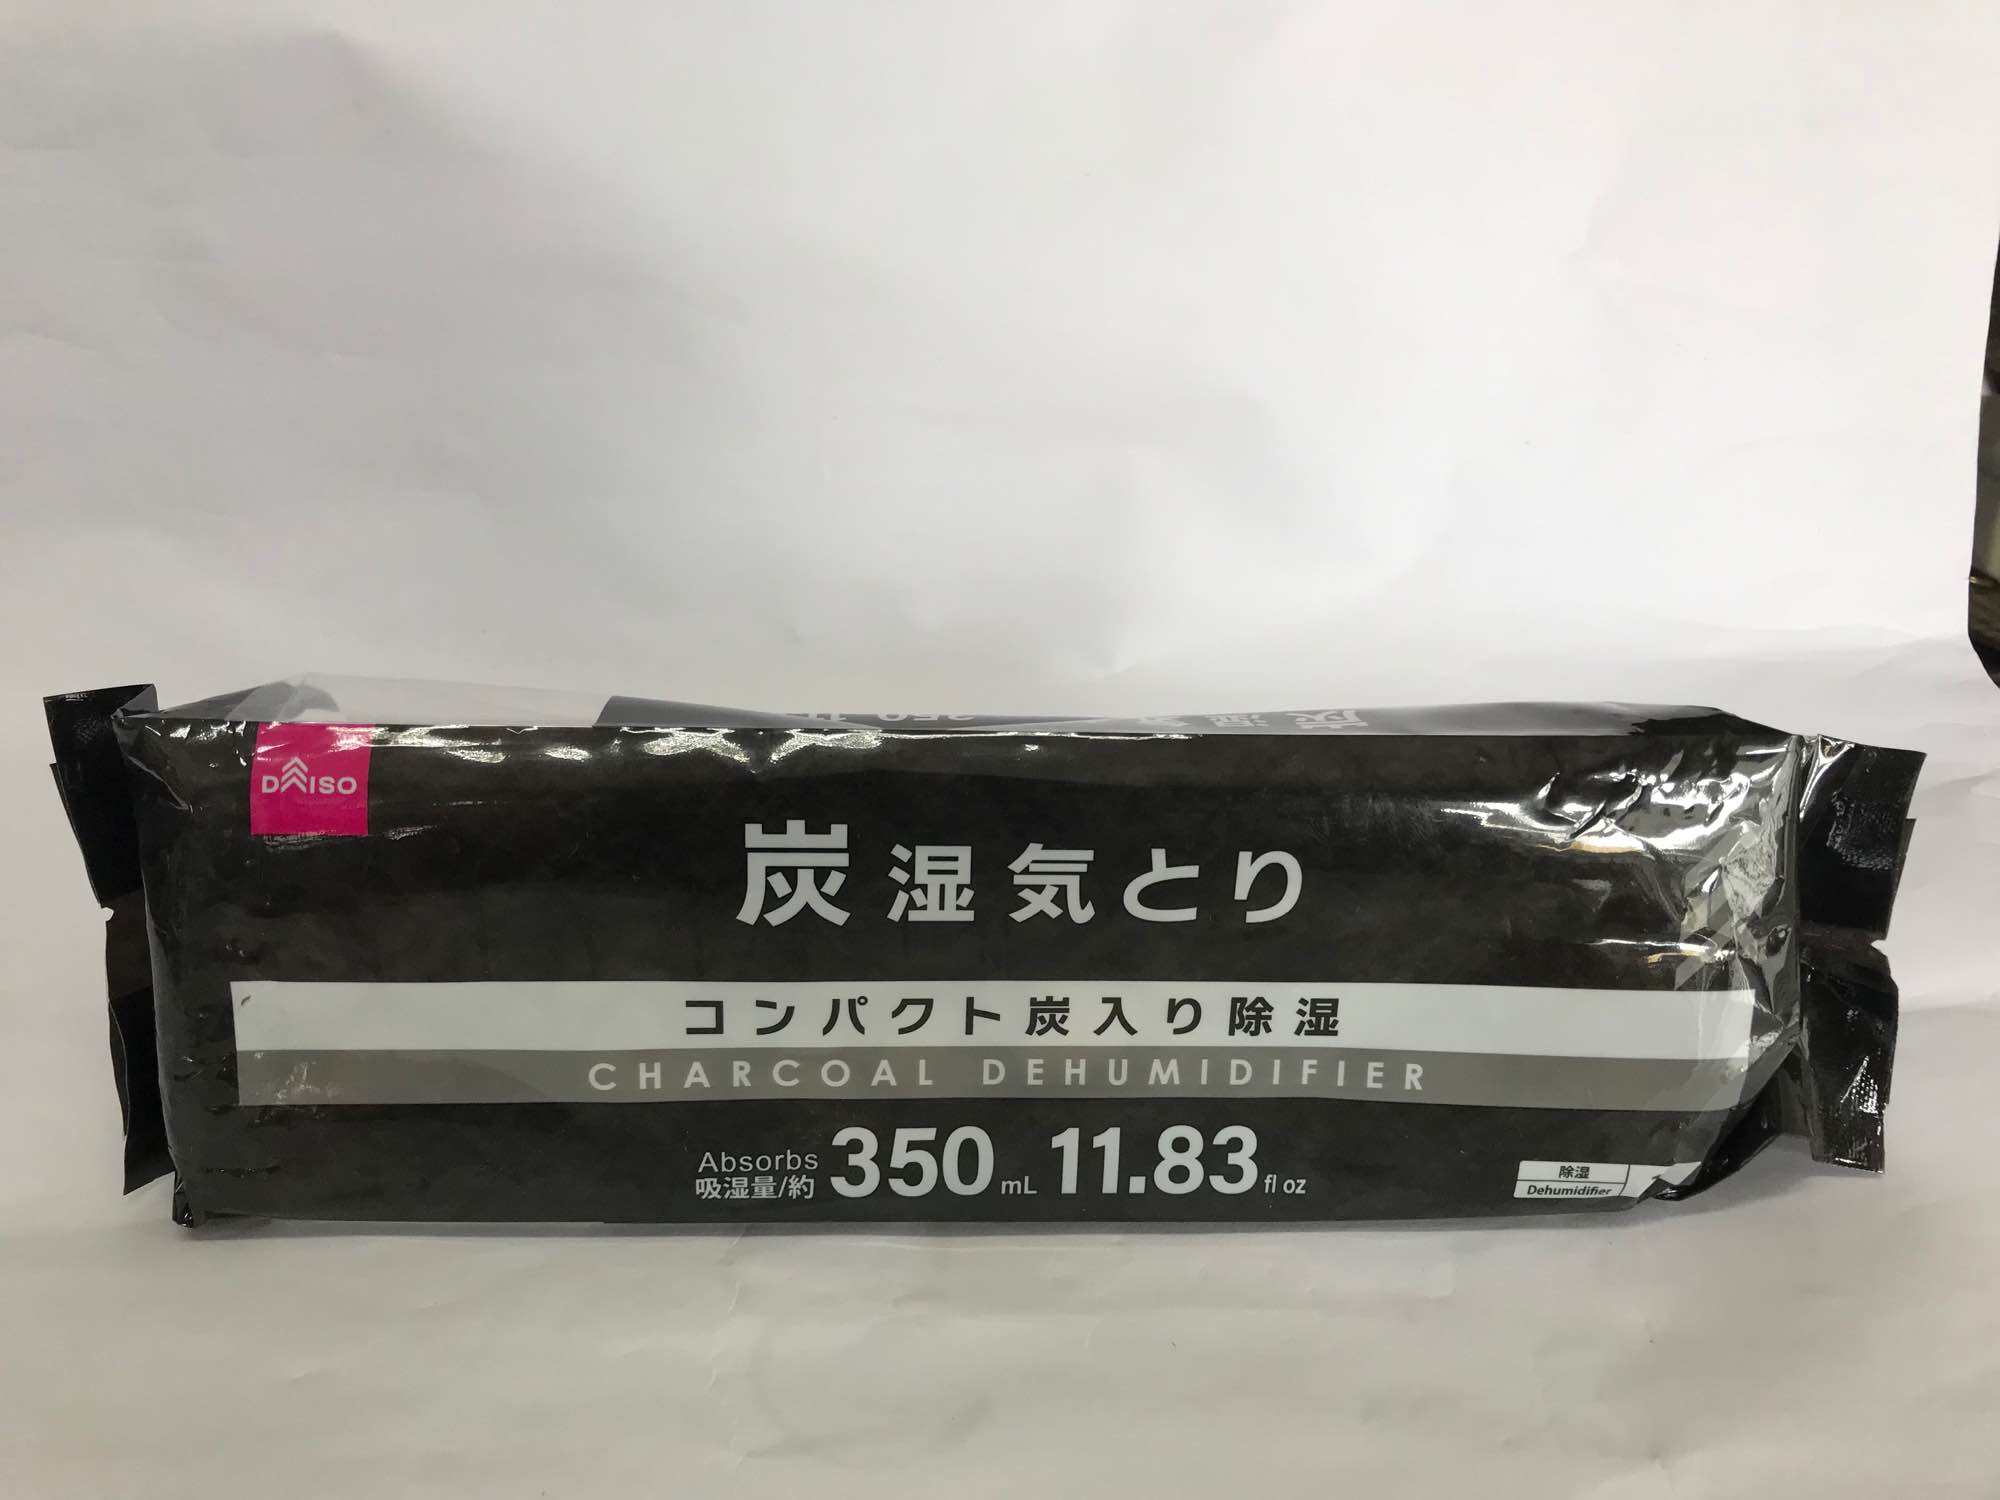 DAISO
炭湿気とり
コンパクト炭入り除湿
CHARCOAL DEHUMIDIFIER
Absorbs 350 mL 11.83 fl oz
吸湿量/約
除湿
Dehumidifier